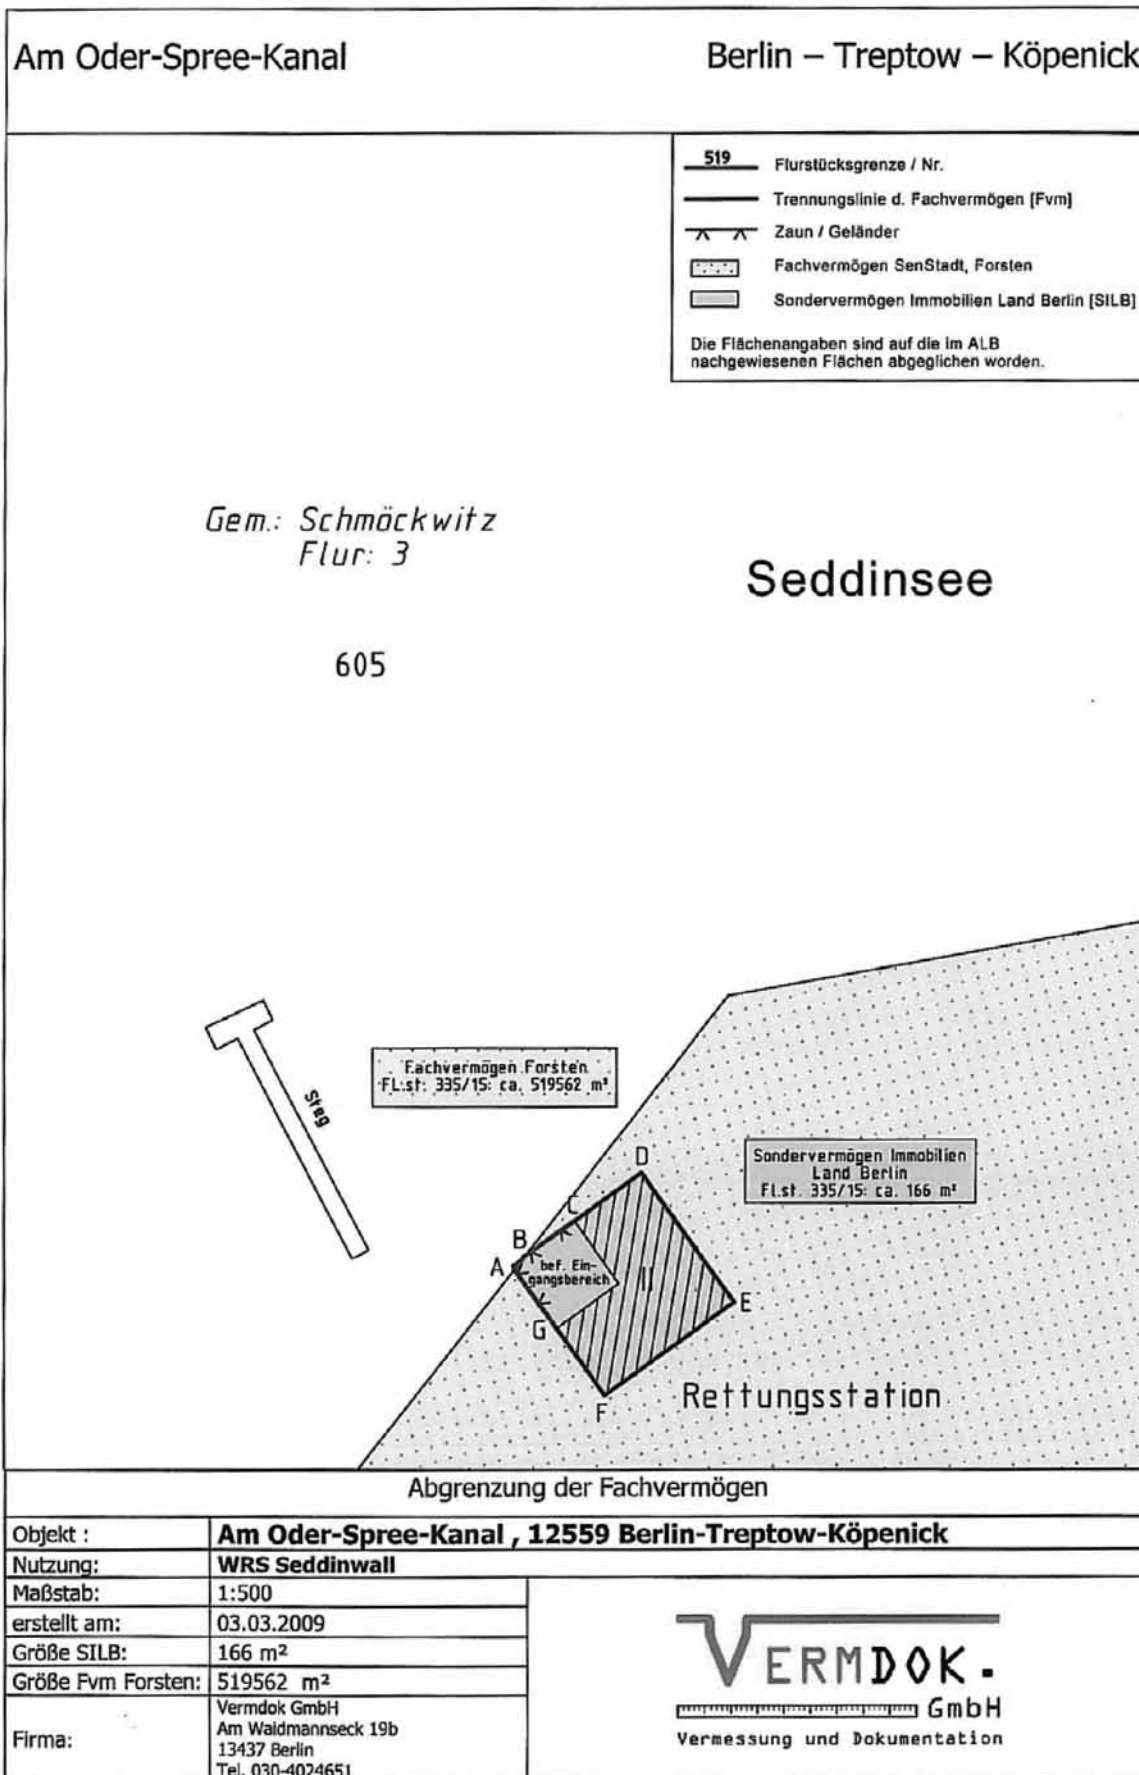 Am Oder-Spree-Kanal
Berlin – Treptow – Köpenick
519 Flurstücksgrenze / Nr.
Trennungslinie d. Fachvermögen [Fvm]
Zaun / Geländer
Fachvermögen SenStadt, Forsten
Sondervermögen Immobilien Land Berlin [SILB]
Die Flächenangaben sind auf die im ALB
nachgewiesenen Flächen abgeglichen worden.
Gem.: Schmöckwitz
Flur: 3
Seddinsee
605
Steg
Fachvermögen Forsten
Fl.st: 335/15: ca. 519562 m²
Sondervermögen Immobilien
Land Berlin
Fl.st. 335/15: ca. 166 m²
D
C
B
A
bef. Ein-
gangsbereich
II
E
G
F
Rettungsstation
Abgrenzung der Fachvermögen
Objekt : Am Oder-Spree-Kanal , 12559 Berlin-Treptow-Köpenick
Nutzung: WRS Seddinwall
Maßstab: 1:500
erstellt am: 03.03.2009
Größe SILB: 166 m²
Größe Fvm Forsten: 519562 m²
Firma: Vermdok GmbH
Am Waldmannseck 19b
13437 Berlin
Tel. 030-4024651
VERMDOK.
GmbH
Vermessung und Dokumentation